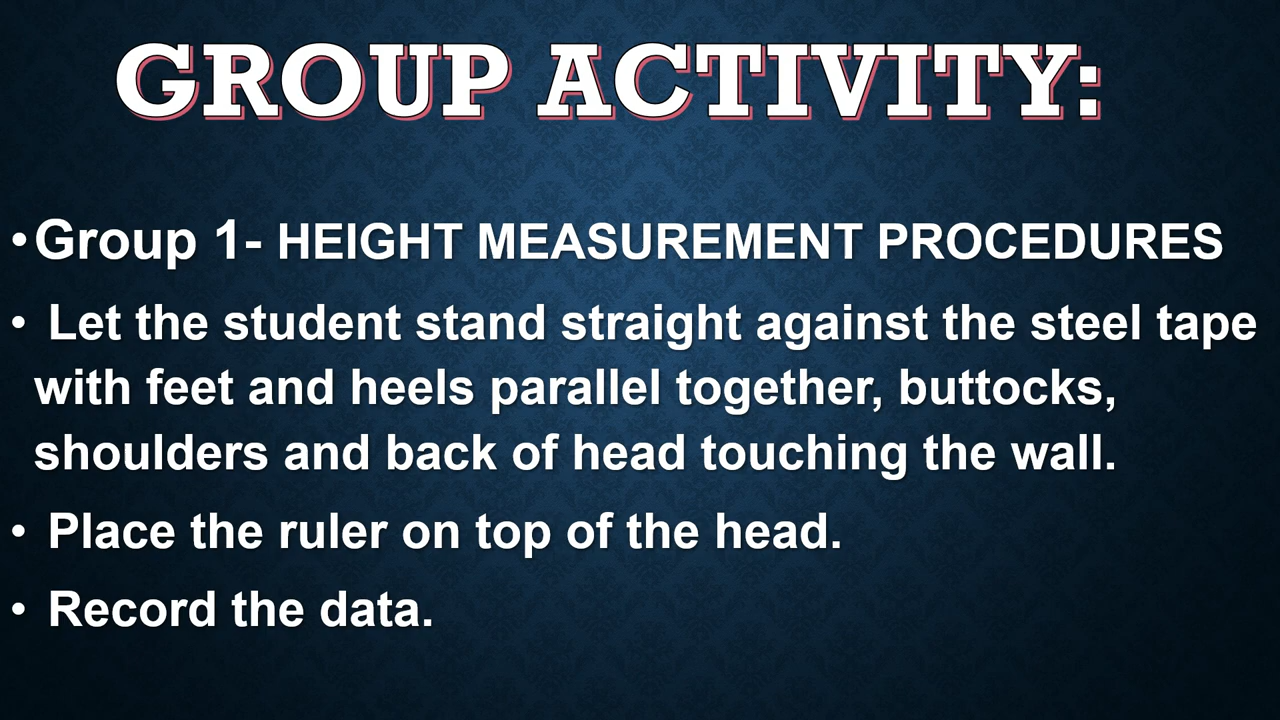 GROUP ACTIVITY:
•Group 1- HEIGHT MEASUREMENT PROCEDURES
• Let the student stand straight against the steel tape
with feet and heels parallel together, buttocks,
shoulders and back of head touching the wall.
• Place the ruler on top of the head.
• Record the data.